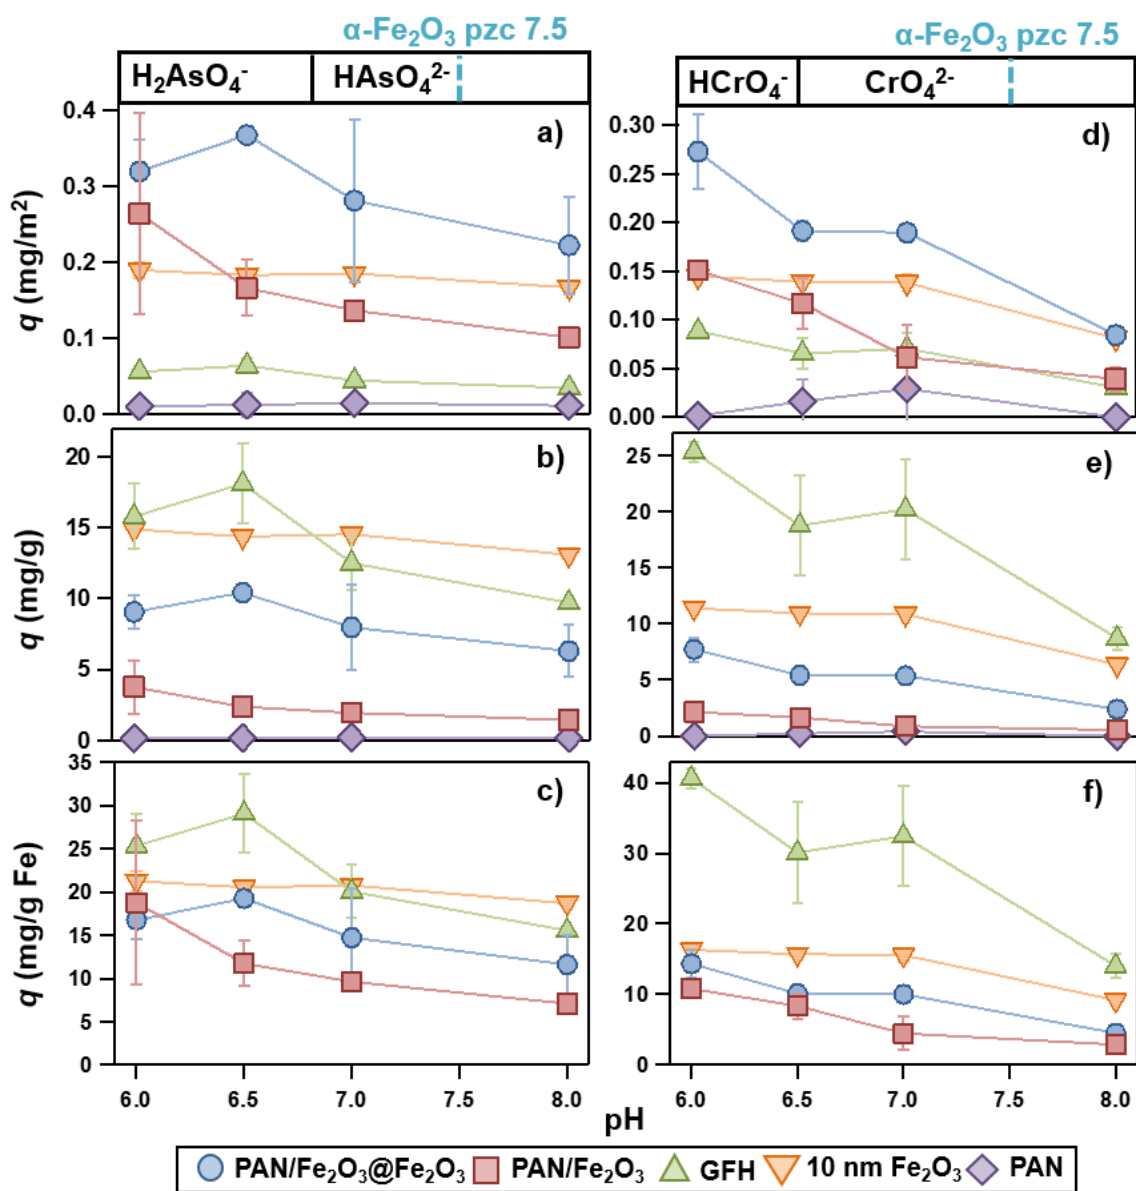 α-Fe₂O₃ pzc 7.5
α-Fe₂O₃ pzc 7.5
H₂AsO₄⁻ HAsO₄²⁻
HCrO₄⁻ CrO₄²⁻
a)
0.4
0.3
0.2
0.1
0.0
q (mg/m²)
d)
0.30
0.25
0.20
0.15
0.10
0.05
0.00
b)
20
15
10
5
0
q (mg/g)
e)
25
20
15
10
5
0
c)
35
30
25
20
15
10
5
0
q (mg/g Fe)
f)
40
30
20
10
0
6.0 6.5 7.0 7.5 8.0
6.0 6.5 7.0 7.5 8.0
pH
PAN/Fe₂O₃@Fe₂O₃ PAN/Fe₂O₃ GFH 10 nm Fe₂O₃ PAN